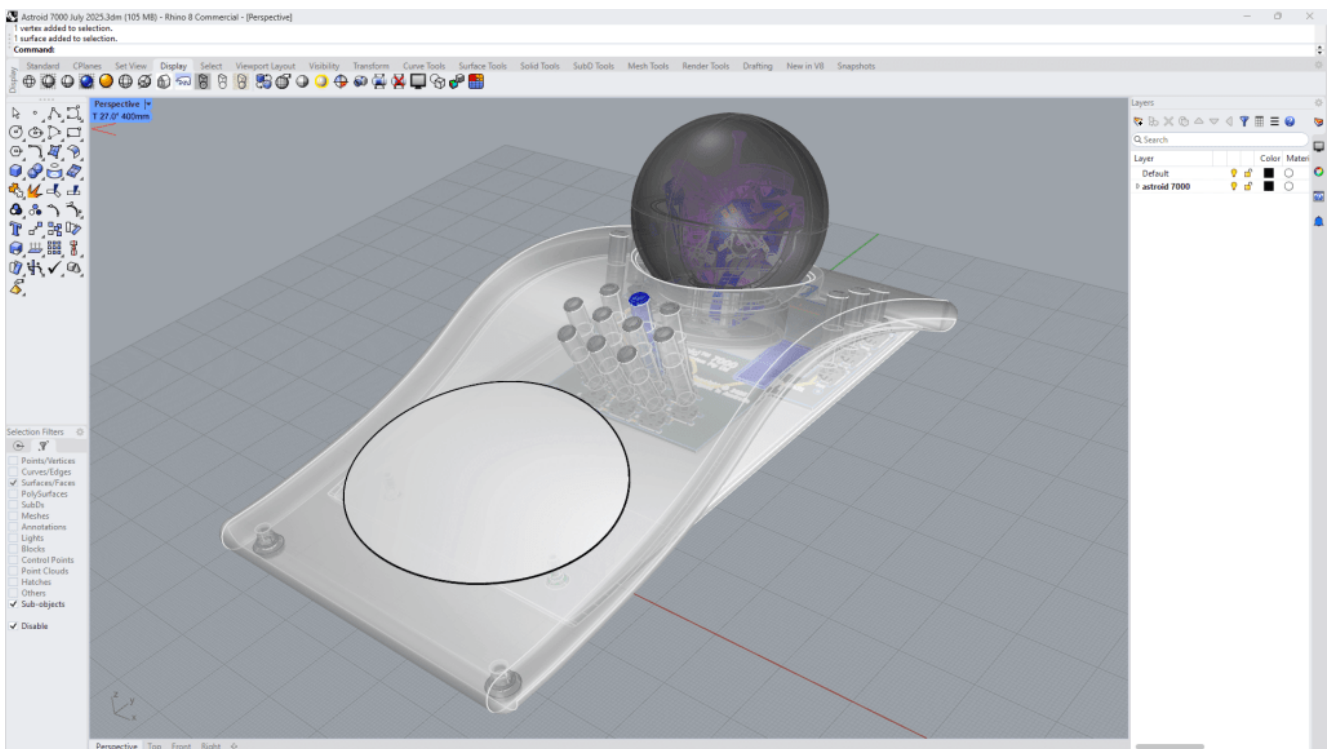 Astroid 7000 July 2025.3dm (105 MB) - Rhino 8 Commercial - [Perspective]
1 vertex added to selection.
1 surface added to selection.
Command:
Standard CPlanes Set View Display Select Viewport Layout Visibility Transform Curve Tools Surface Tools Solid Tools SubD Tools Mesh Tools Render Tools Drafting New in V8 Snapshots
Display
Perspective
T 27.0° 400mm
Layers
Search
Layer Color Materi
Default
astroid 7000
Selection Filters
Points/Vertices
Curves/Edges
Surfaces/Faces
PolySurfaces
SubDs
Meshes
Annotations
Lights
Blocks
Control Points
Point Clouds
Hatches
Others
Sub-objects
Disable
7000
z
y
x
Perspective Top Front Right